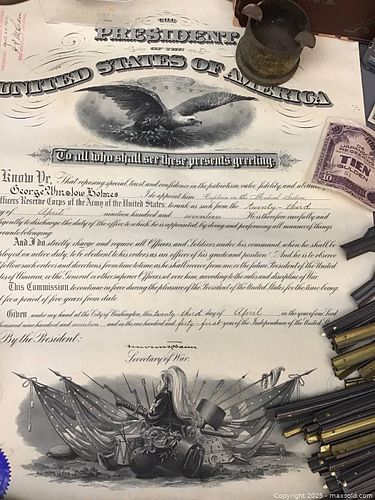 THE
PRESIDENT
OF THE
UNITED STATES OF AMERICA
To all who shall see these presents greeting:
Know Ye, That reposing special trust and confidence in the patriotism, valor, fidelity, and
George Winslow Holmes I do appoint him Captain in the Medical Section
Officers Reserve Corps of the Army of the United States: to rank as such from the twenty-third
of April nineteen hundred and seventeen. He is therefore carefully and
diligently to discharge the duty of the office to which he is appointed, by doing and performing all manner of things
belonging.
And I do strictly charge and require all Officers and Soldiers under his command, when he shall be
employed on active duty, to be obedient to his orders as an officer of his grade and position. And he is to observe
follow such orders and directions, from time to time, as he shall receive from me, or the future President of the United
States of America, or the General or other Superior Officers set over him, according to the rules and discipline of War.
This Commission to continue in force during the pleasure of the President of the United States for the time being
for a period of five years from date.
Given under my hand at the City of Washington, this twenty-third day of April in the year of our Lord
thousand nine hundred and seventeen and in the one hundred and forty-first year of the Independence of the United
By the President:
Secretary of War.
DE
JAVASCHE
TIEN
10
Copyright 2025 - maxsold.com